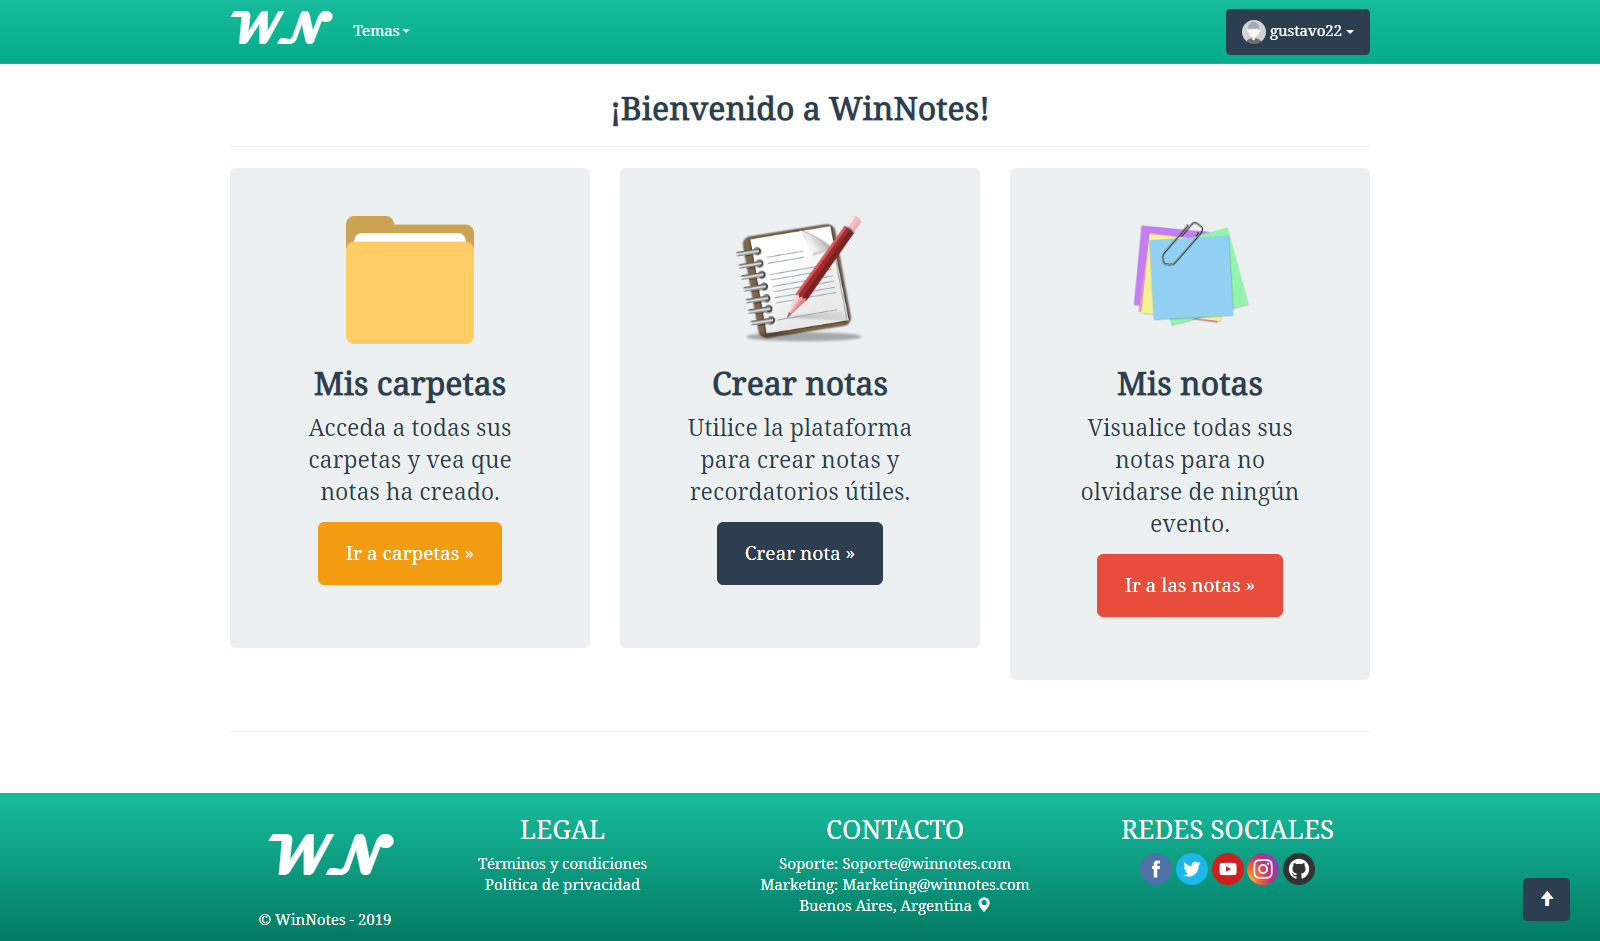 WN
Temas
gustavo22
¡Bienvenido a WinNotes!
Mis carpetas
Acceda a todas sus
carpetas y vea que
notas ha creado.
Ir a carpetas »
Crear notas
Utilice la plataforma
para crear notas y
recordatorios útiles.
Crear nota »
Mis notas
Visualice todas sus
notas para no
olvidarse de ningún
evento.
Ir a las notas »
WN
© WinNotes - 2019
LEGAL
Términos y condiciones
Política de privacidad
CONTACTO
Soporte: Soporte@winnotes.com
Marketing: Marketing@winnotes.com
Buenos Aires, Argentina
REDES SOCIALES